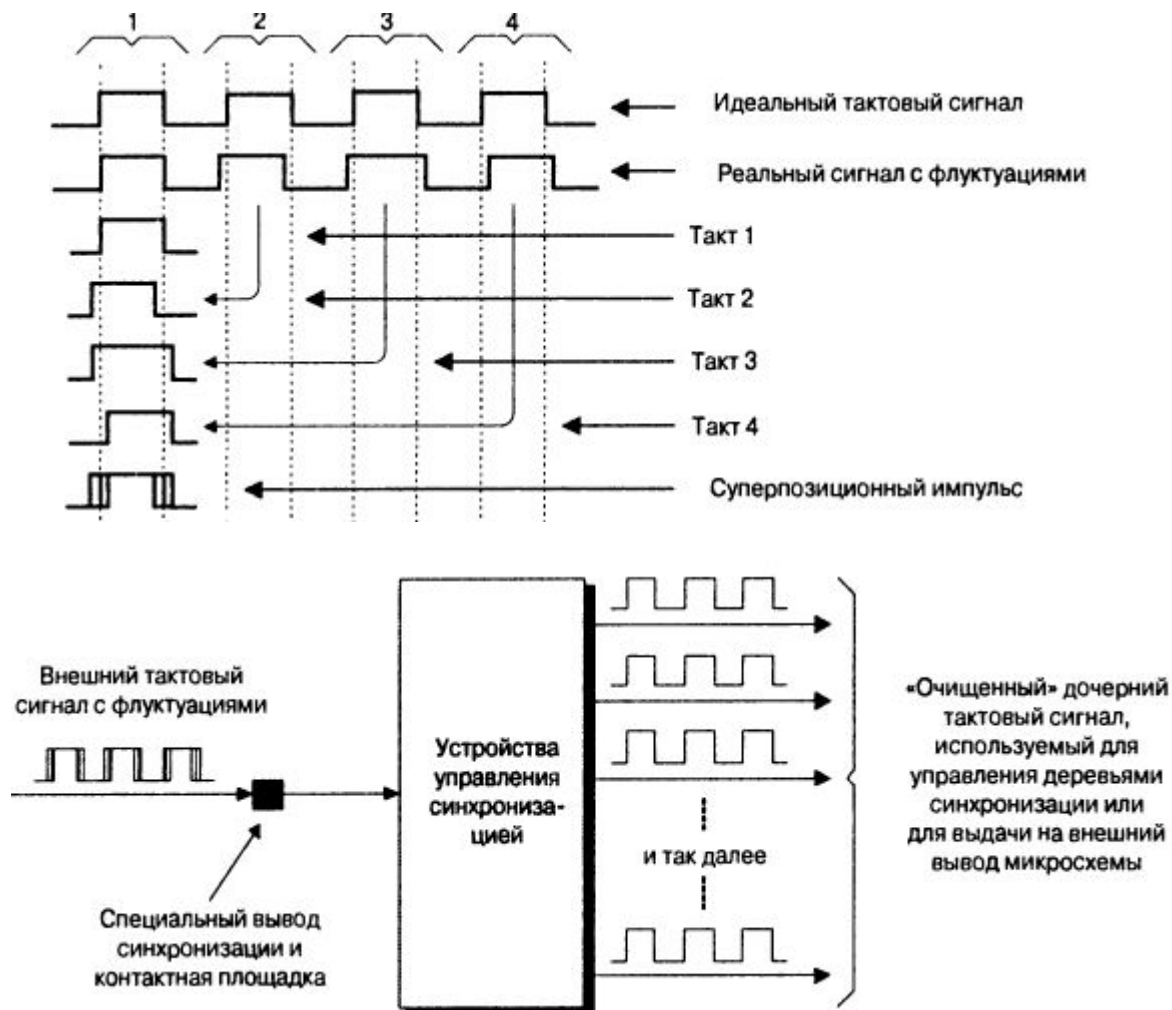 1 2 3 4
Идеальный тактовый сигнал
Реальный сигнал с флуктуациями
Такт 1
Такт 2
Такт 3
Такт 4
Суперпозиционный импульс
Внешний тактовый
сигнал с флуктуациями
Специальный вывод
синхронизации и
контактная площадка
Устройства
управления
синхрониза-
цией
и так далее
«Очищенный» дочерний
тактовый сигнал,
используемый для
управления деревьями
синхронизации или
для выдачи на внешний
вывод микросхемы